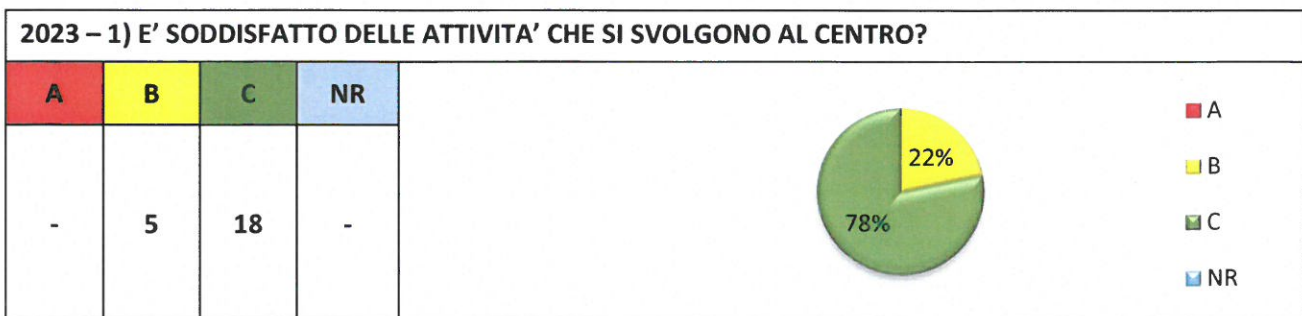 2023 – 1) E’ SODDISFATTO DELLE ATTIVITA’ CHE SI SVOLGONO AL CENTRO?
A B C NR
- 5 18 -
22%
78%
A
B
C
NR